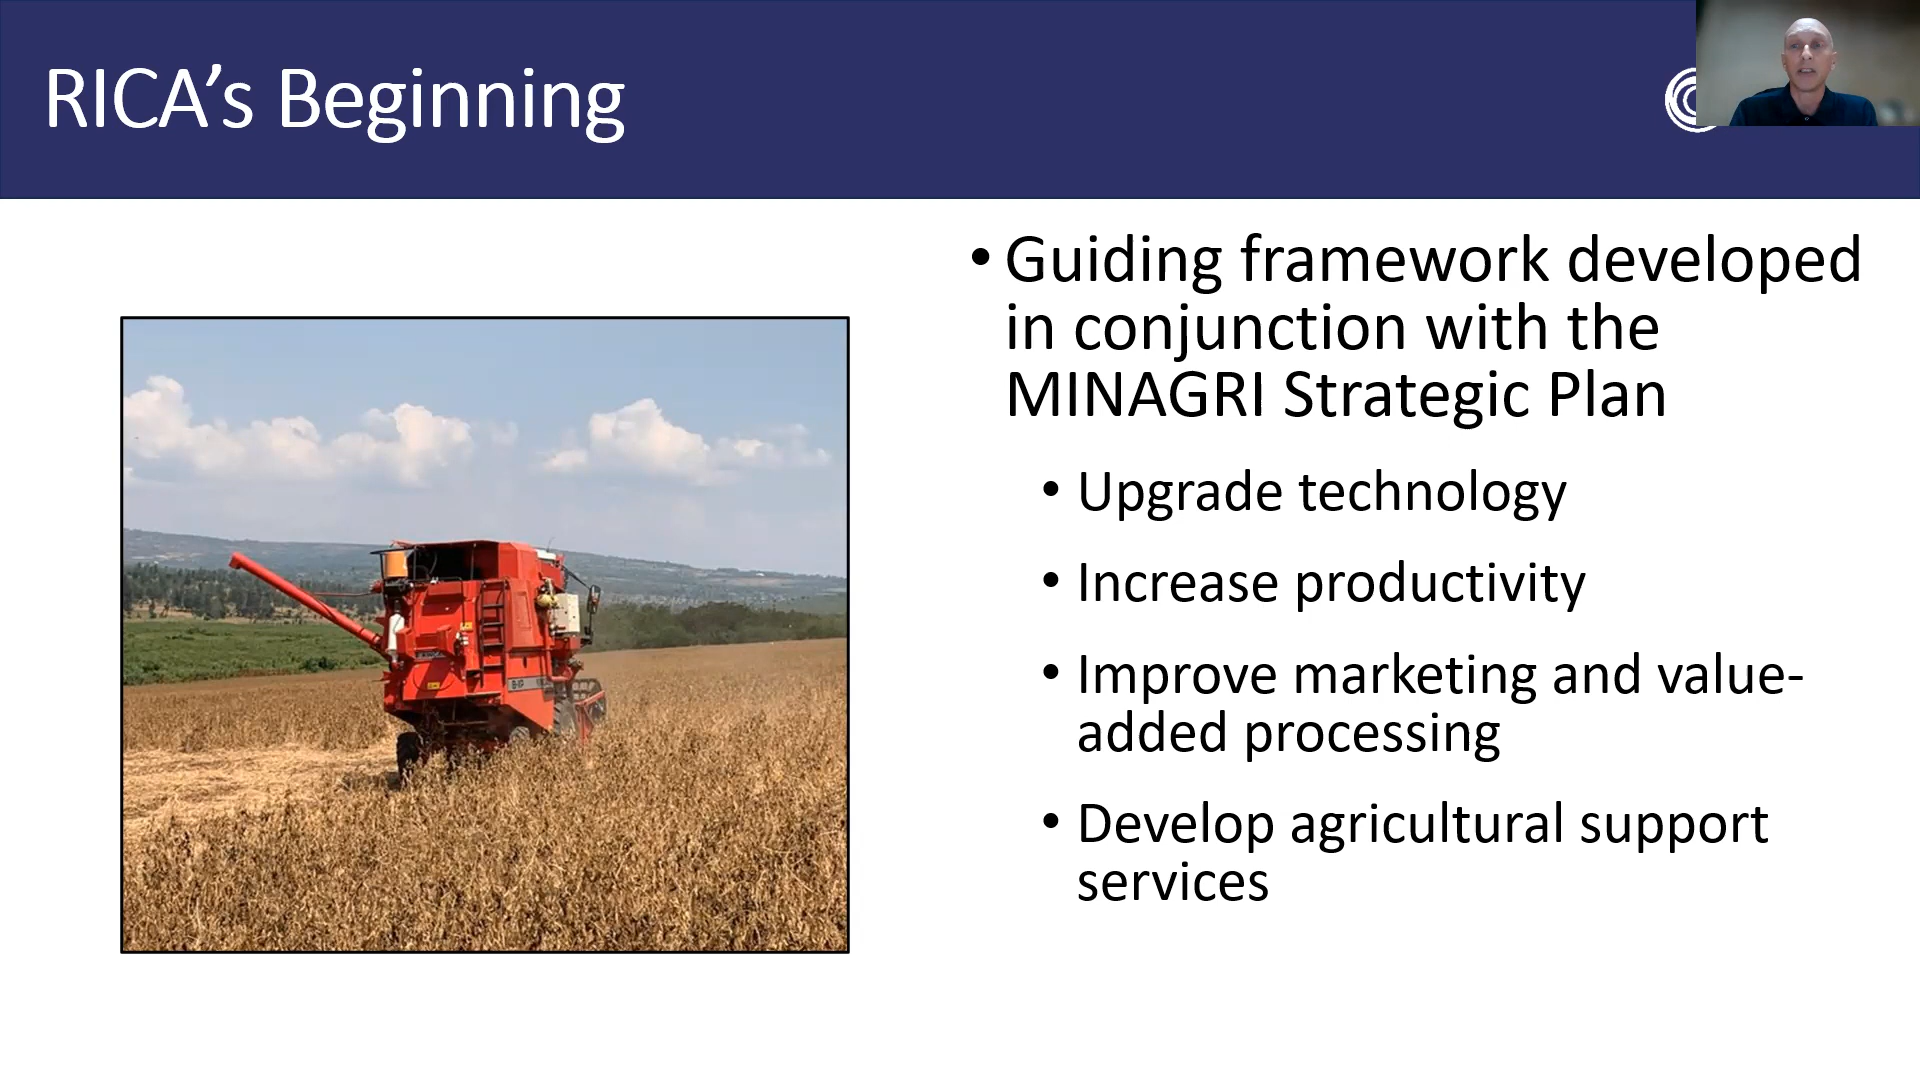 RICA’s Beginning
• Guiding framework developed
in conjunction with the
MINAGRI Strategic Plan
• Upgrade technology
• Increase productivity
• Improve marketing and value-
added processing
• Develop agricultural support
services